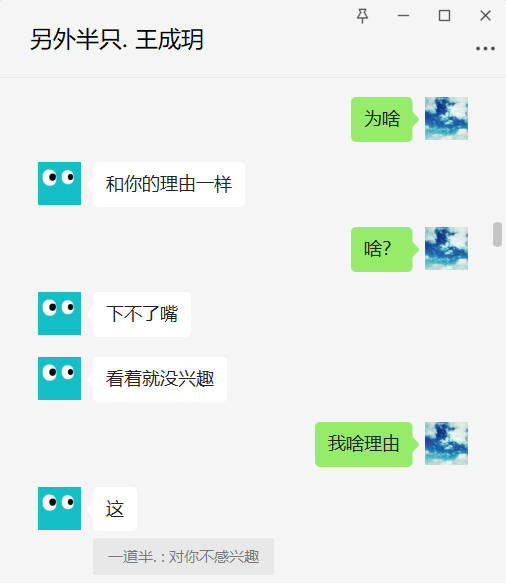 另外半只. 王成玥
为啥
和你的理由一样
啥?
下不了嘴
看着就没兴趣
我啥理由
这
一道半. : 对你不感兴趣